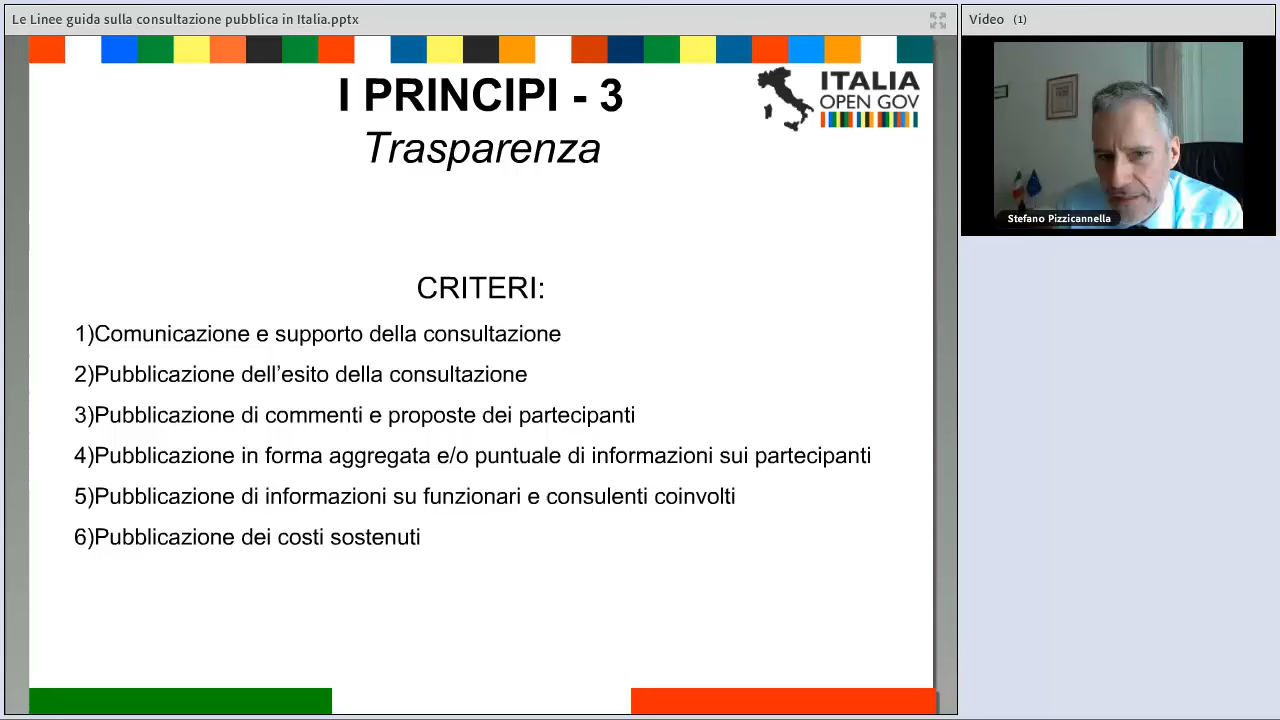 Le Linee guida sulla consultazione pubblica in Italia.pptx
Video (1)
I PRINCIPI - 3
Trasparenza
ITALIA
OPEN GOV
Stefano Pizzicannella
CRITERI:
1)Comunicazione e supporto della consultazione
2)Pubblicazione dell’esito della consultazione
3)Pubblicazione di commenti e proposte dei partecipanti
4)Pubblicazione in forma aggregata e/o puntuale di informazioni sui partecipanti
5)Pubblicazione di informazioni su funzionari e consulenti coinvolti
6)Pubblicazione dei costi sostenuti